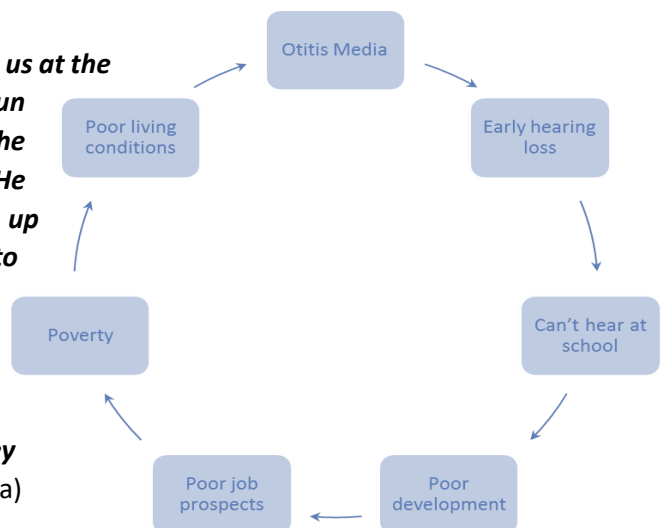 us at the
un
he
He
up
to
ey
a)
Otitis Media
Early hearing
loss
Can’t hear at
school
Poor
development
Poor job
prospects
Poverty
Poor living
conditions